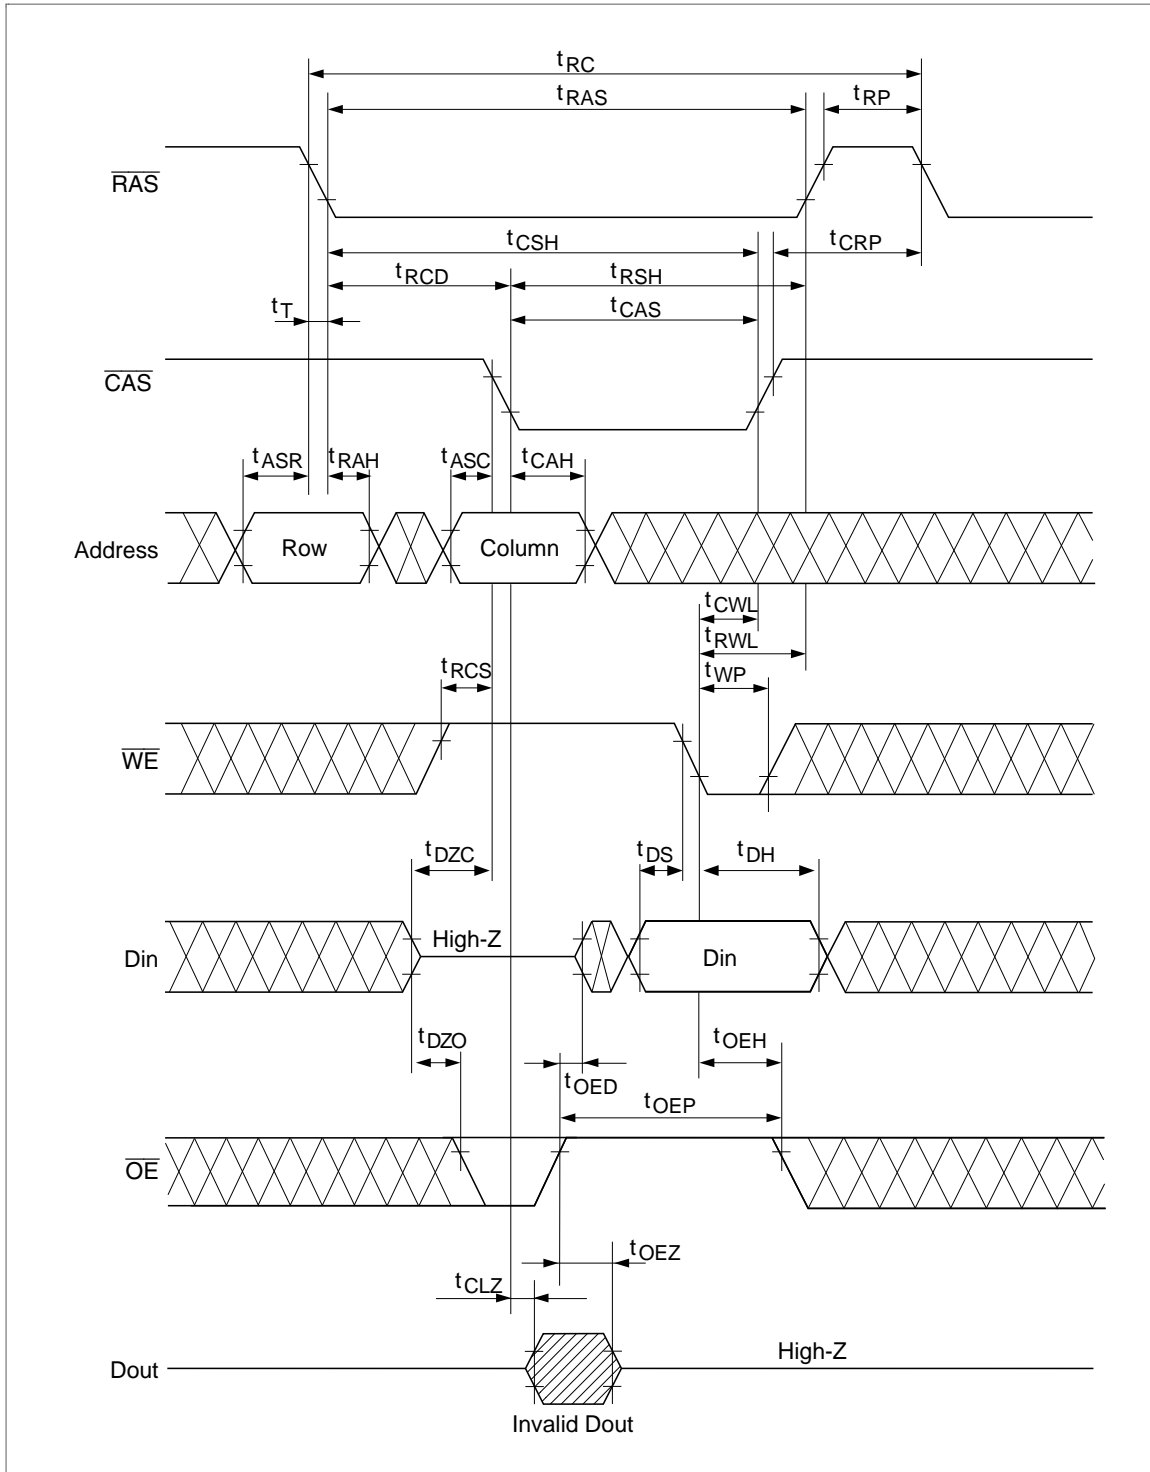 tRC
tRAS
tRP
RAS
tCSH
tCRP
tRCD
tRSH
tT
tCAS
CAS
tASR
tRAH
tASC
tCAH
Address
Row
Column
tCWL
tRWL
tRCS
tWP
WE
tDZC
tDS
tDH
High-Z
Din
Din
tDZO
tOEH
tOED
tOEP
OE
tOEZ
tCLZ
High-Z
Dout
Invalid Dout